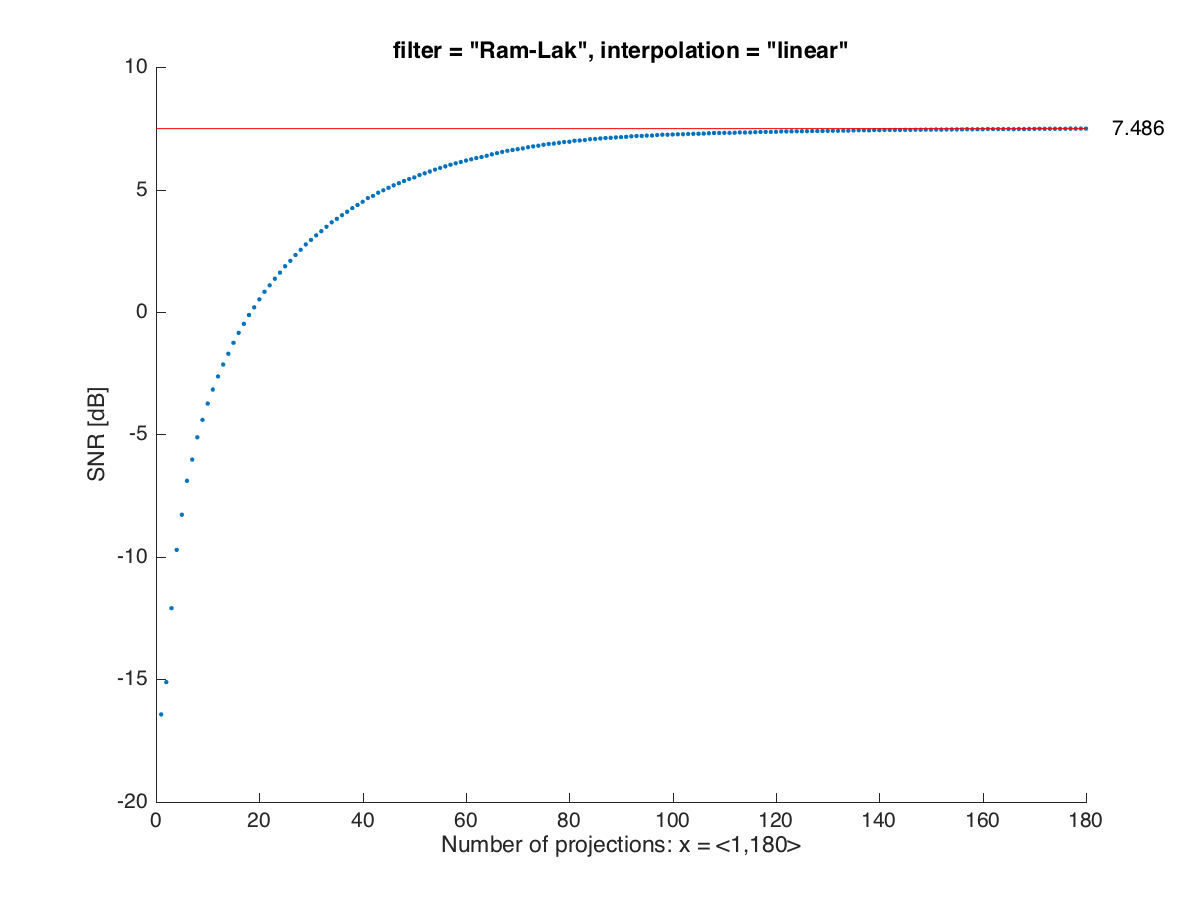 filter = "Ram-Lak", interpolation = "linear"
10
5
0
-5
-10
-15
-20
SNR [dB]
7.486
0 20 40 60 80 100 120 140 160 180
Number of projections: x = <1,180>